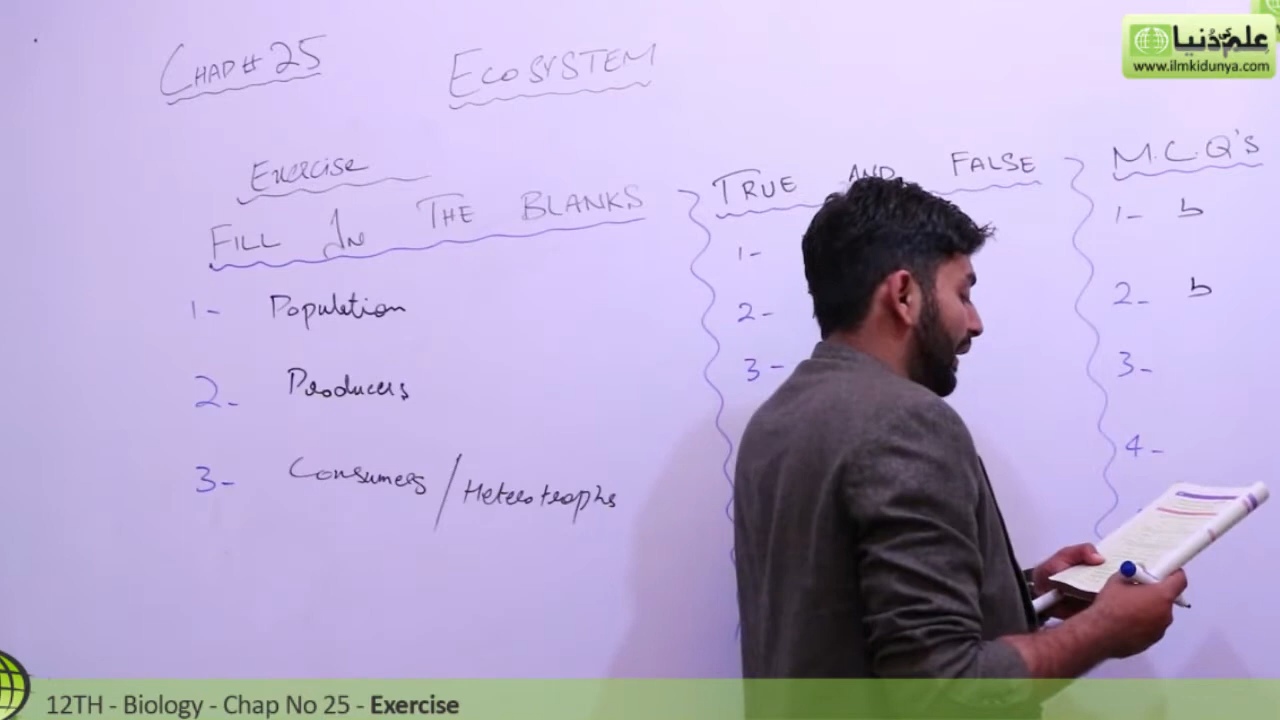 علم کی دنیا
www.ilmkidunya.com
CHAP # 25
ECOSYSTEM
Exercise
FILL IN THE BLANKS
1- Population
2- Producers
3- Consumers / Heterotrophs
TRUE AND FALSE
1-
2-
3-
M.C.Q'S
1- b
2- b
3-
4-
12TH - Biology - Chap No 25 - Exercise